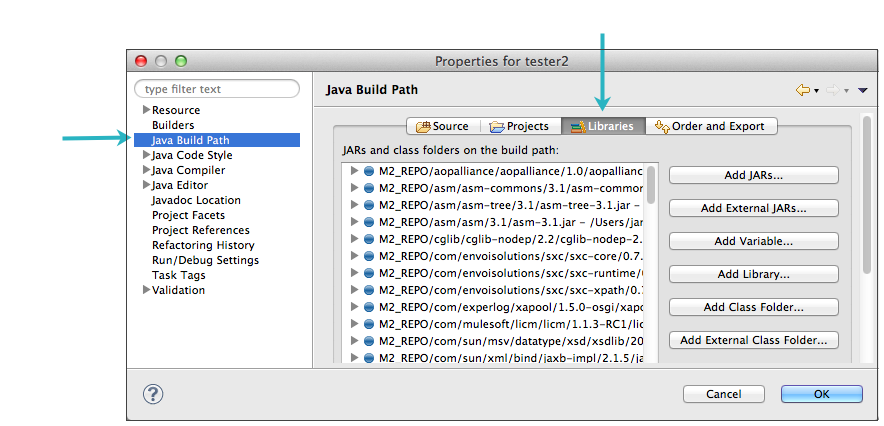 Properties for tester2
type filter text
Resource
Builders
Java Build Path
Java Code Style
Java Compiler
Java Editor
Javadoc Location
Project Facets
Project References
Refactoring History
Run/Debug Settings
Task Tags
Validation
Java Build Path
Source Projects Libraries Order and Export
JARs and class folders on the build path:
M2_REPO/aopalliance/aopalliance/1.0/aopallianc
M2_REPO/asm/asm-commons/3.1/asm-commor
M2_REPO/asm/asm-tree/3.1/asm-tree-3.1.jar -
M2_REPO/asm/asm/3.1/asm-3.1.jar - /Users/jar
M2_REPO/cglib/cglib-nodep/2.2/cglib-nodep-2.
M2_REPO/com/envoisolutions/sxc/sxc-core/0.7.
M2_REPO/com/envoisolutions/sxc/sxc-runtime/
M2_REPO/com/envoisolutions/sxc/sxc-xpath/0.
M2_REPO/com/experlog/xapool/1.5.0-osgi/xapo
M2_REPO/com/mulesoft/licm/licm/1.1.3-RC1/lic
M2_REPO/com/sun/msv/datatype/xsd/xsdlib/20
M2_REPO/com/sun/xml/bind/jaxb-impl/2.1.5/ja
Add JARs...
Add External JARs...
Add Variable...
Add Library...
Add Class Folder...
Add External Class Folder...
?
Cancel OK